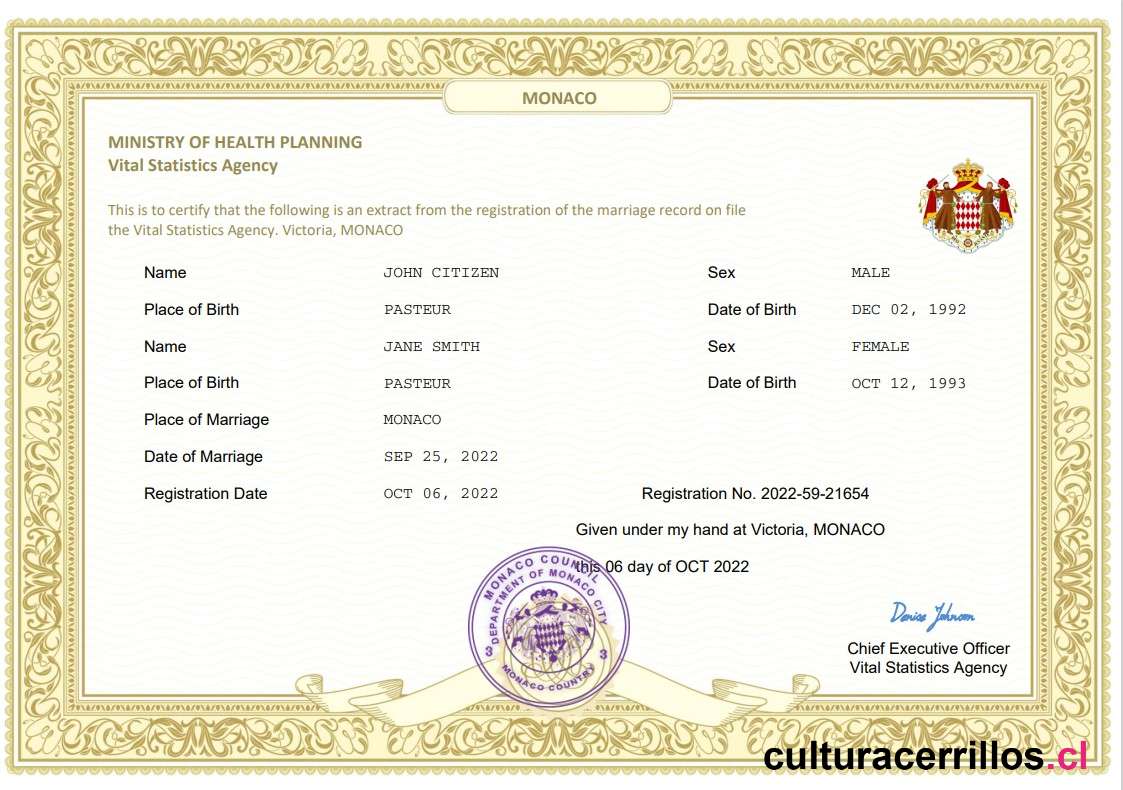 MONACO
MINISTRY OF HEALTH PLANNING
Vital Statistics Agency
This is to certify that the following is an extract from the registration of the marriage record on file
the Vital Statistics Agency. Victoria, MONACO
Name JOHN CITIZEN Sex MALE
Place of Birth PASTEUR Date of Birth DEC 02, 1992
Name JANE SMITH Sex FEMALE
Place of Birth PASTEUR Date of Birth OCT 12, 1993
Place of Marriage MONACO
Date of Marriage SEP 25, 2022
Registration Date OCT 06, 2022 Registration No. 2022-59-21654
Given under my hand at Victoria, MONACO
this 06 day of OCT 2022
MONACO COUNCIL
DEPARTMENT OF MONACO CITY
3 3
MONACO COUNTRY
Denise Johnson
Chief Executive Officer
Vital Statistics Agency
culturacerrillos.cl